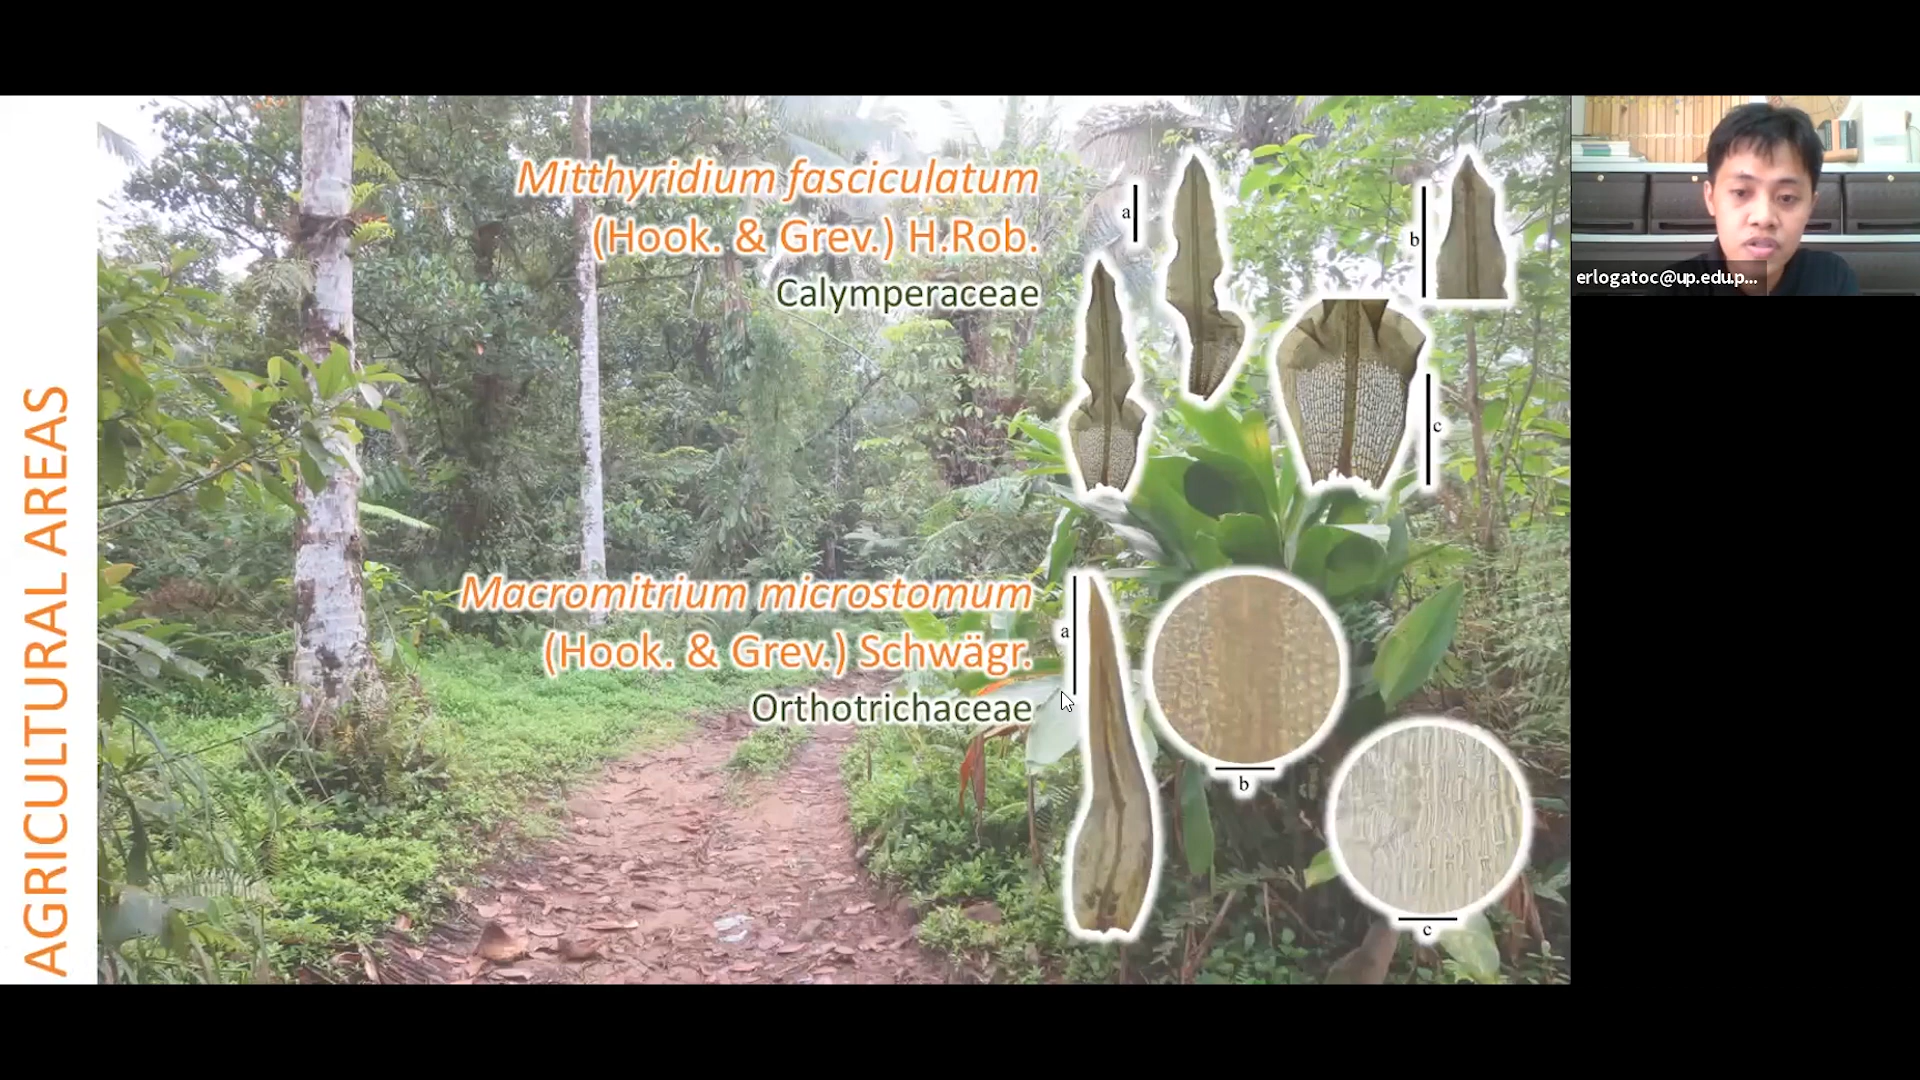 AGRICULTURAL AREAS
Mitthyridium fasciculatum
(Hook. & Grev.) H.Rob.
Calymperaceae
a
b
c
Macromitrium microstomum
(Hook. & Grev.) Schwägr.
Orthotrichaceae
a
b
c
erlogatoc@up.edu.p...